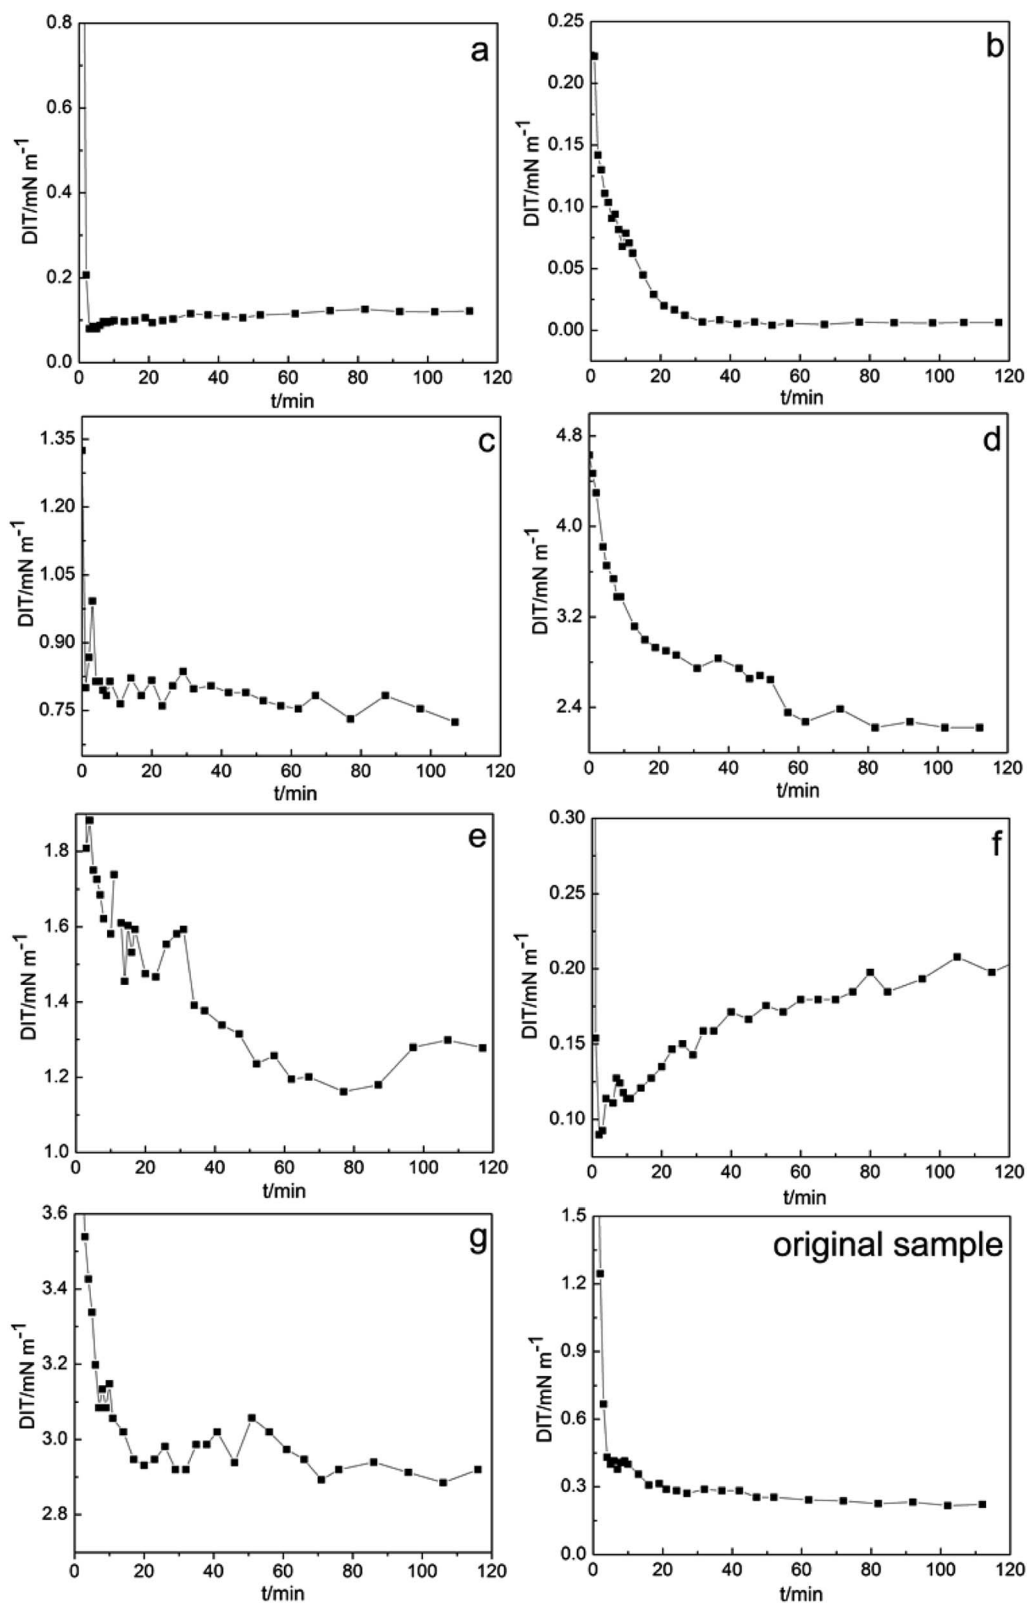 a
DIT/mN m⁻¹
0.8
0.6
0.4
0.2
0.0
0 20 40 60 80 100 120
t/min
b
DIT/mN m⁻¹
0.25
0.20
0.15
0.10
0.05
0.00
0 20 40 60 80 100 120
t/min
c
DIT/mN m⁻¹
1.35
1.20
1.05
0.90
0.75
0 20 40 60 80 100 120
t/min
d
DIT/mN m⁻¹
4.8
4.0
3.2
2.4
0 20 40 60 80 100 120
t/min
e
DIT/mN m⁻¹
1.8
1.6
1.4
1.2
1.0
0 20 40 60 80 100 120
t/min
f
DIT/mN m⁻¹
0.30
0.25
0.20
0.15
0.10
0 20 40 60 80 100 120
t/min
g
DIT/mN m⁻¹
3.6
3.4
3.2
3.0
2.8
0 20 40 60 80 100 120
t/min
original sample
DIT/mN m⁻¹
1.5
1.2
0.9
0.6
0.3
0.0
0 20 40 60 80 100 120
t/min